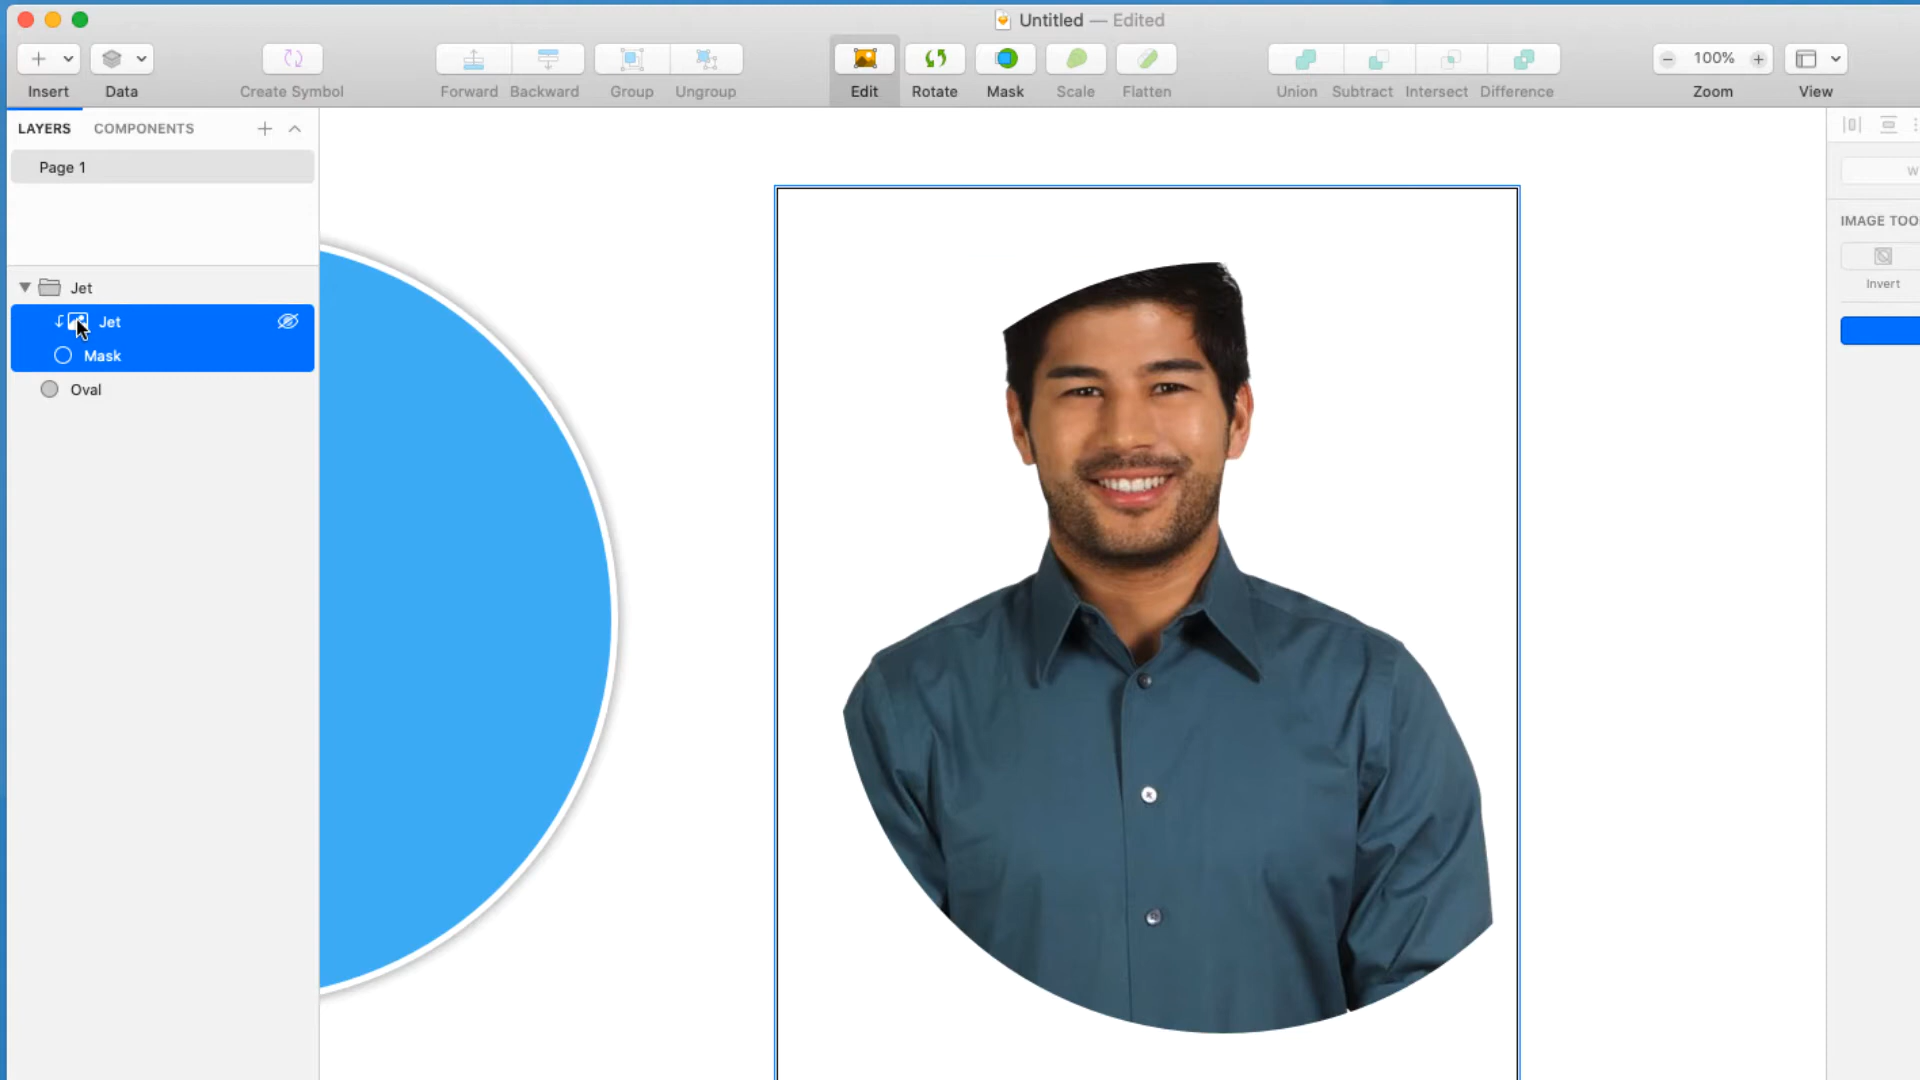 Untitled — Edited
Insert
Data
Create Symbol
Forward
Backward
Group
Ungroup
Edit
Rotate
Mask
Scale
Flatten
Union
Subtract
Intersect
Difference
100%
Zoom
View
LAYERS
COMPONENTS
Page 1
Jet
Jet
Mask
Oval
W
IMAGE TOO
Invert